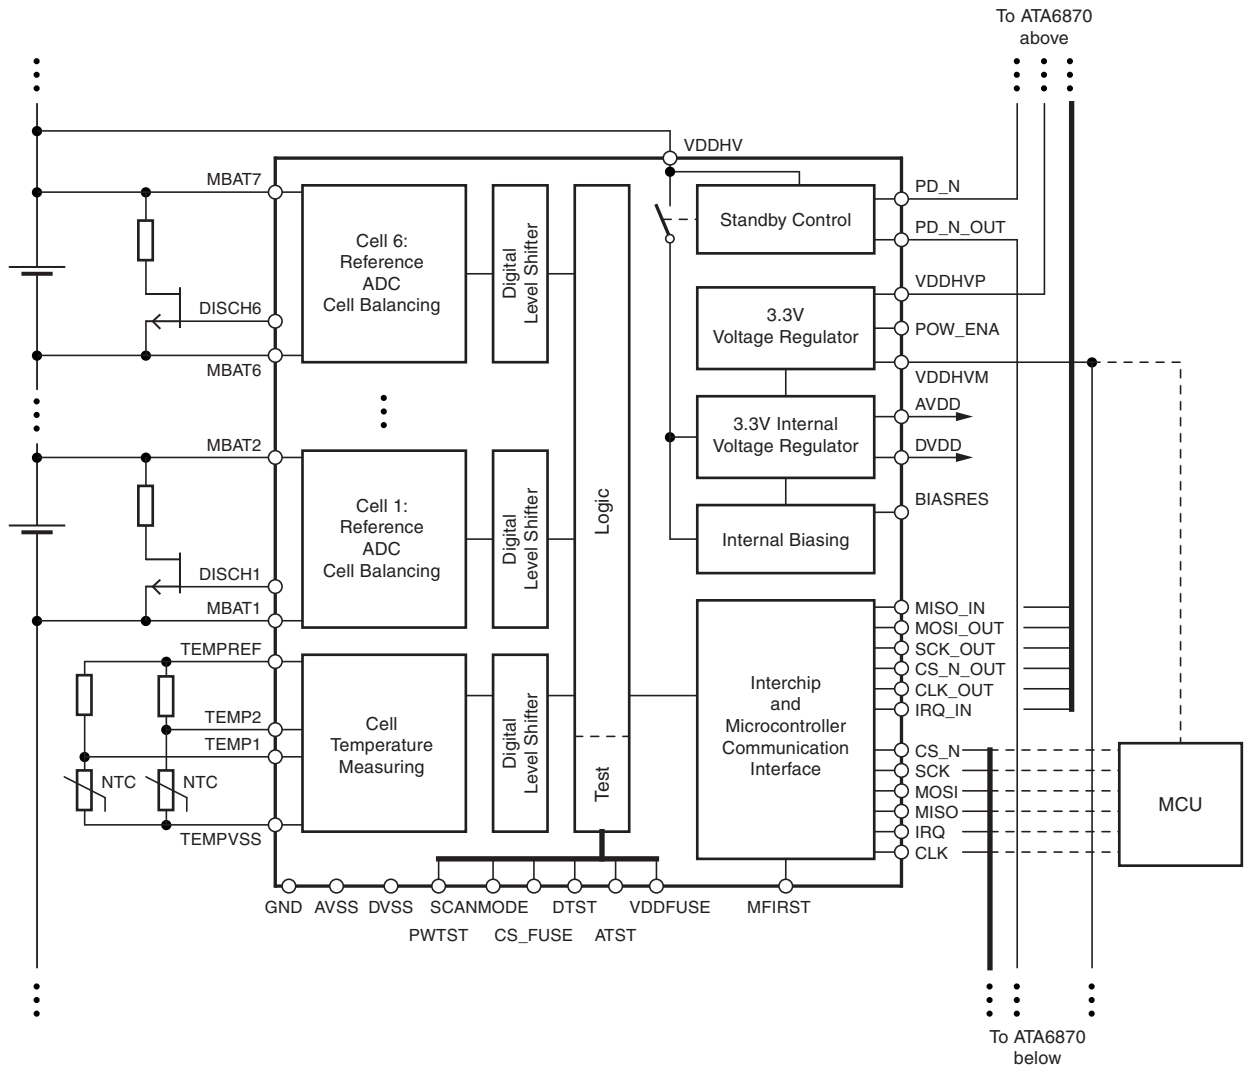 To ATA6870
above
VDDHV
MBAT7
PD_N
Cell 6:
Reference
ADC
Cell Balancing
Digital
Level Shifter
Standby Control
PD_N_OUT
VDDHVP
DISCH6
3.3V
Voltage Regulator
POW_ENA
MBAT6
VDDHVM
AVDD
3.3V Internal
Voltage Regulator
MBAT2
DVDD
Logic
BIASRES
Cell 1:
Reference
ADC
Cell Balancing
Digital
Level Shifter
Internal Biasing
DISCH1
MBAT1
MISO_IN
MOSI_OUT
TEMPREF
SCK_OUT
CS_N_OUT
CLK_OUT
IRQ_IN
Interchip
and
Microcontroller
Communication
Interface
TEMP2
TEMP1
Cell
Temperature
Measuring
Digital
Level Shifter
Test
NTC
NTC
CS_N
SCK
MOSI
MISO
IRQ
CLK
MCU
TEMPVSS
GND
AVSS
DVSS
SCANMODE
DTST
VDDFUSE
MFIRST
PWTST
CS_FUSE
ATST
To ATA6870
below